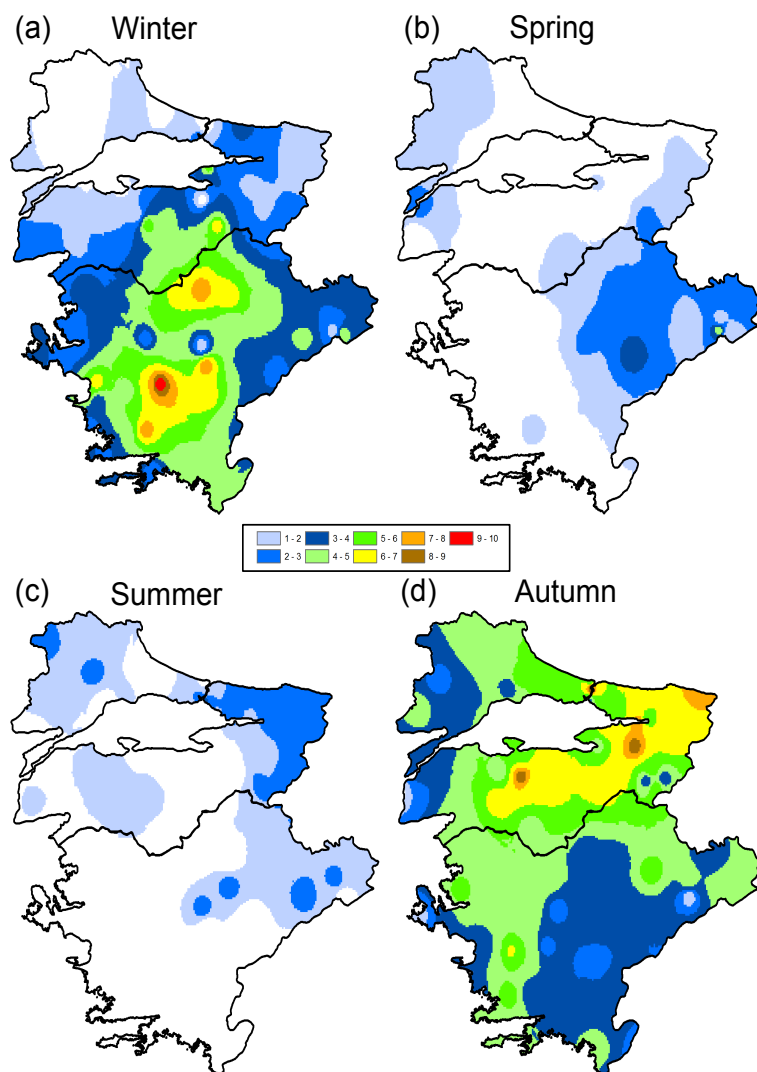 (a) Winter
(b) Spring
1 - 2 3 - 4 5 - 6 7 - 8 9 - 10
2 - 3 4 - 5 6 - 7 8 - 9
(c) Summer
(d) Autumn